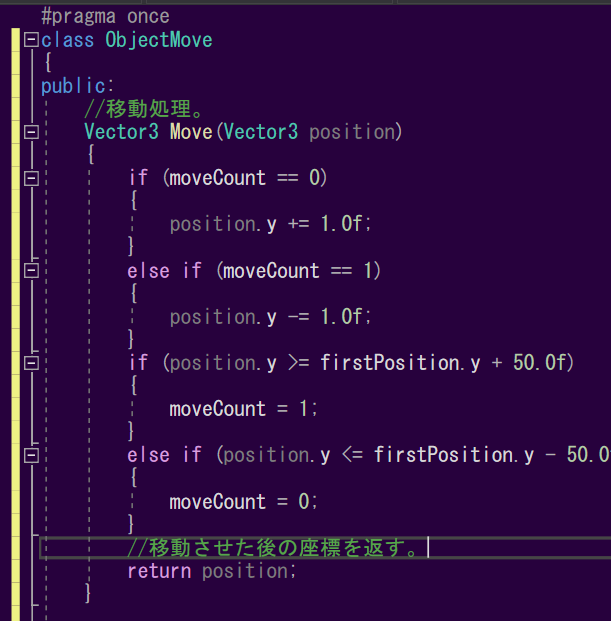 #pragma once
class ObjectMove
{
public:
//移動処理。
Vector3 Move(Vector3 position)
{
if (moveCount == 0)
{
position.y += 1.0f;
}
else if (moveCount == 1)
{
position.y -= 1.0f;
}
if (position.y >= firstPosition.y + 50.0f)
{
moveCount = 1;
}
else if (position.y <= firstPosition.y - 50.0
{
moveCount = 0;
}
//移動させた後の座標を返す。
return position;
}